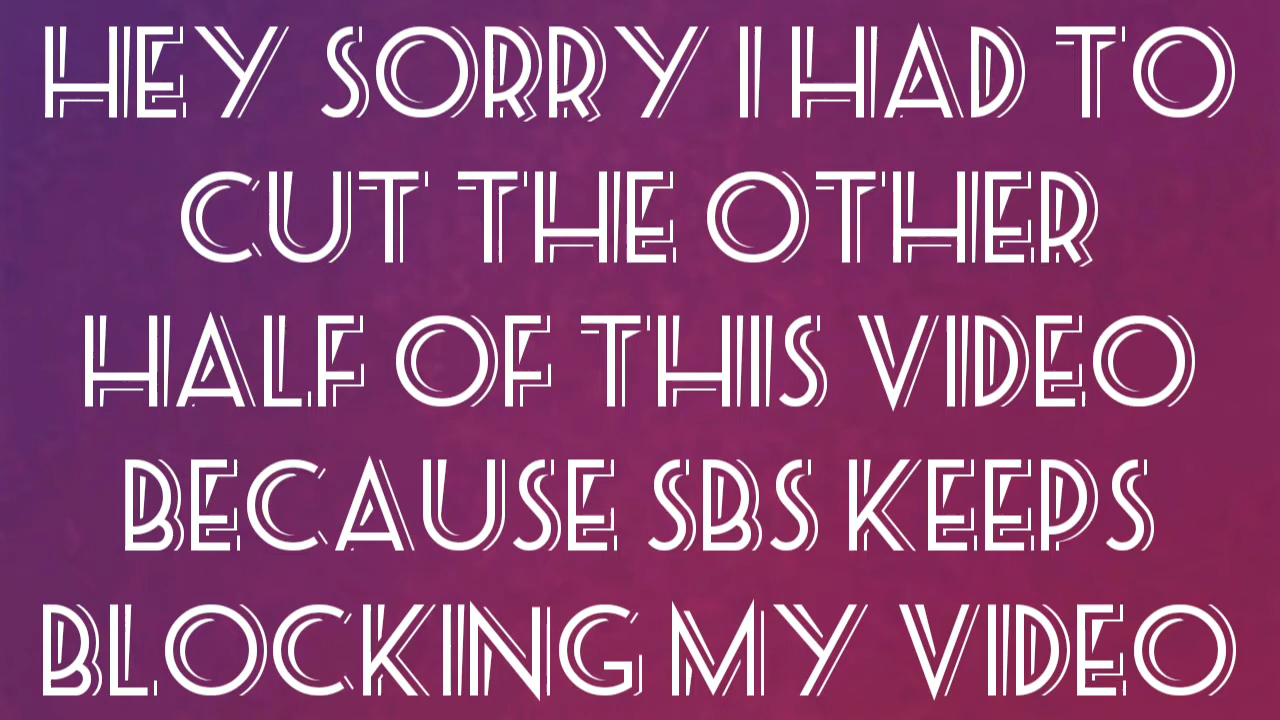 HEY SORRY I HAD TO
CUT THE OTHER
HALF OF THIS VIDEO
BECAUSE SBS KEEPS
BLOCKING MY VIDEO